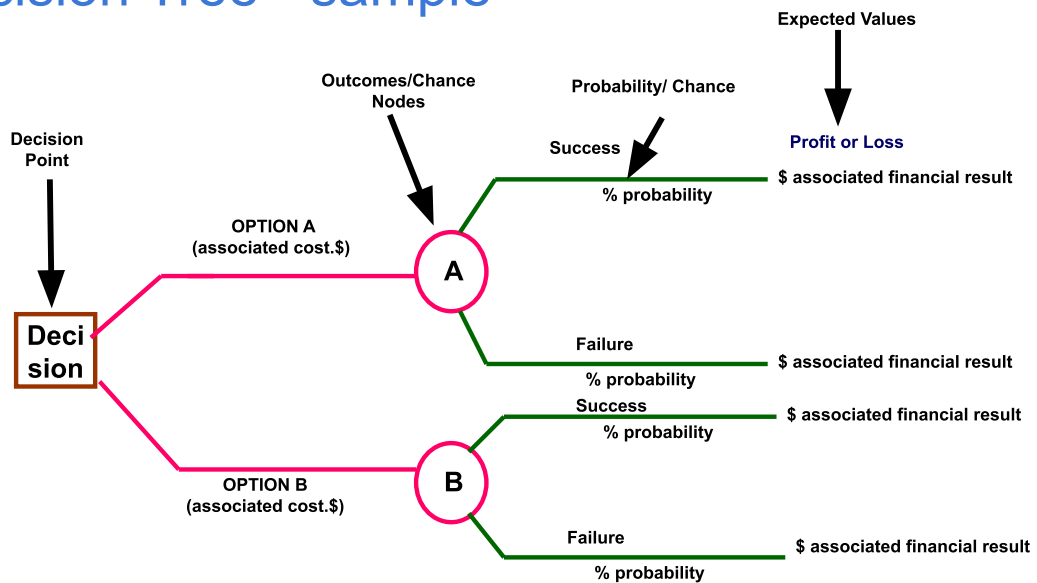 sample
Expected Values
Outcomes/Chance
Nodes
Probability/ Chance
Decision
Point
Success
Profit or Loss
$ associated financial result
% probability
OPTION A
(associated cost.$)
A
Deci
sion
Failure
$ associated financial result
% probability
Success
$ associated financial result
% probability
B
OPTION B
(associated cost.$)
Failure
$ associated financial result
% probability